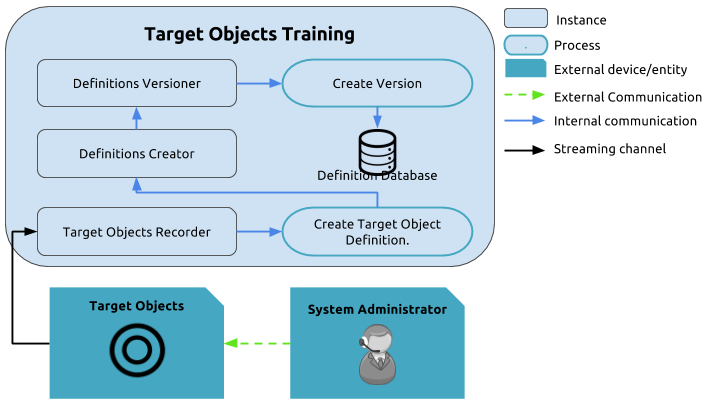 Target Objects Training
Definitions Versioner
Create Version
Definitions Creator
Definition Database
Target Objects Recorder
Create Target Object
Definition.
Target Objects
System Administrator
Instance
.
Process
External device/entity
External Communication
Internal communication
Streaming channel